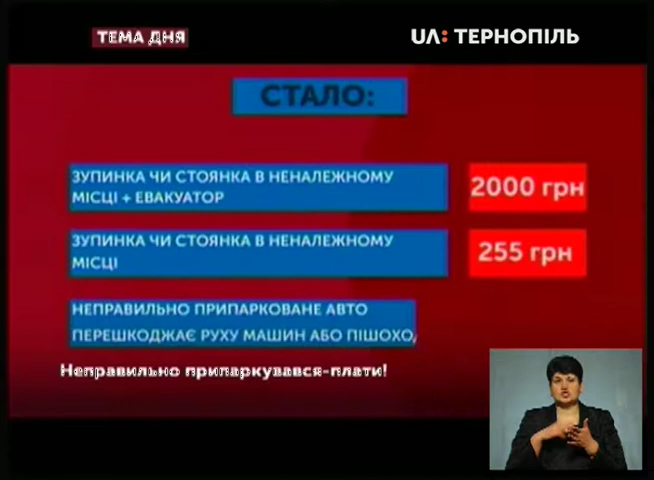 ТЕМА ДНЯ
UA: ТЕРНОПІЛЬ
СТАЛО:
ЗУПИНКА ЧИ СТОЯНКА В НЕНАЛЕЖНОМУ
МІСЦІ + ЕВАКУАТОР
2000 грн
ЗУПИНКА ЧИ СТОЯНКА В НЕНАЛЕЖНОМУ
МІСЦІ
255 грн
НЕПРАВИЛЬНО ПРИПАРКОВАНЕ АВТО
ПЕРЕШКОДЖАЄ РУХУ МАШИН АБО ПІШОХО
Неправильно припаркувався-плати!